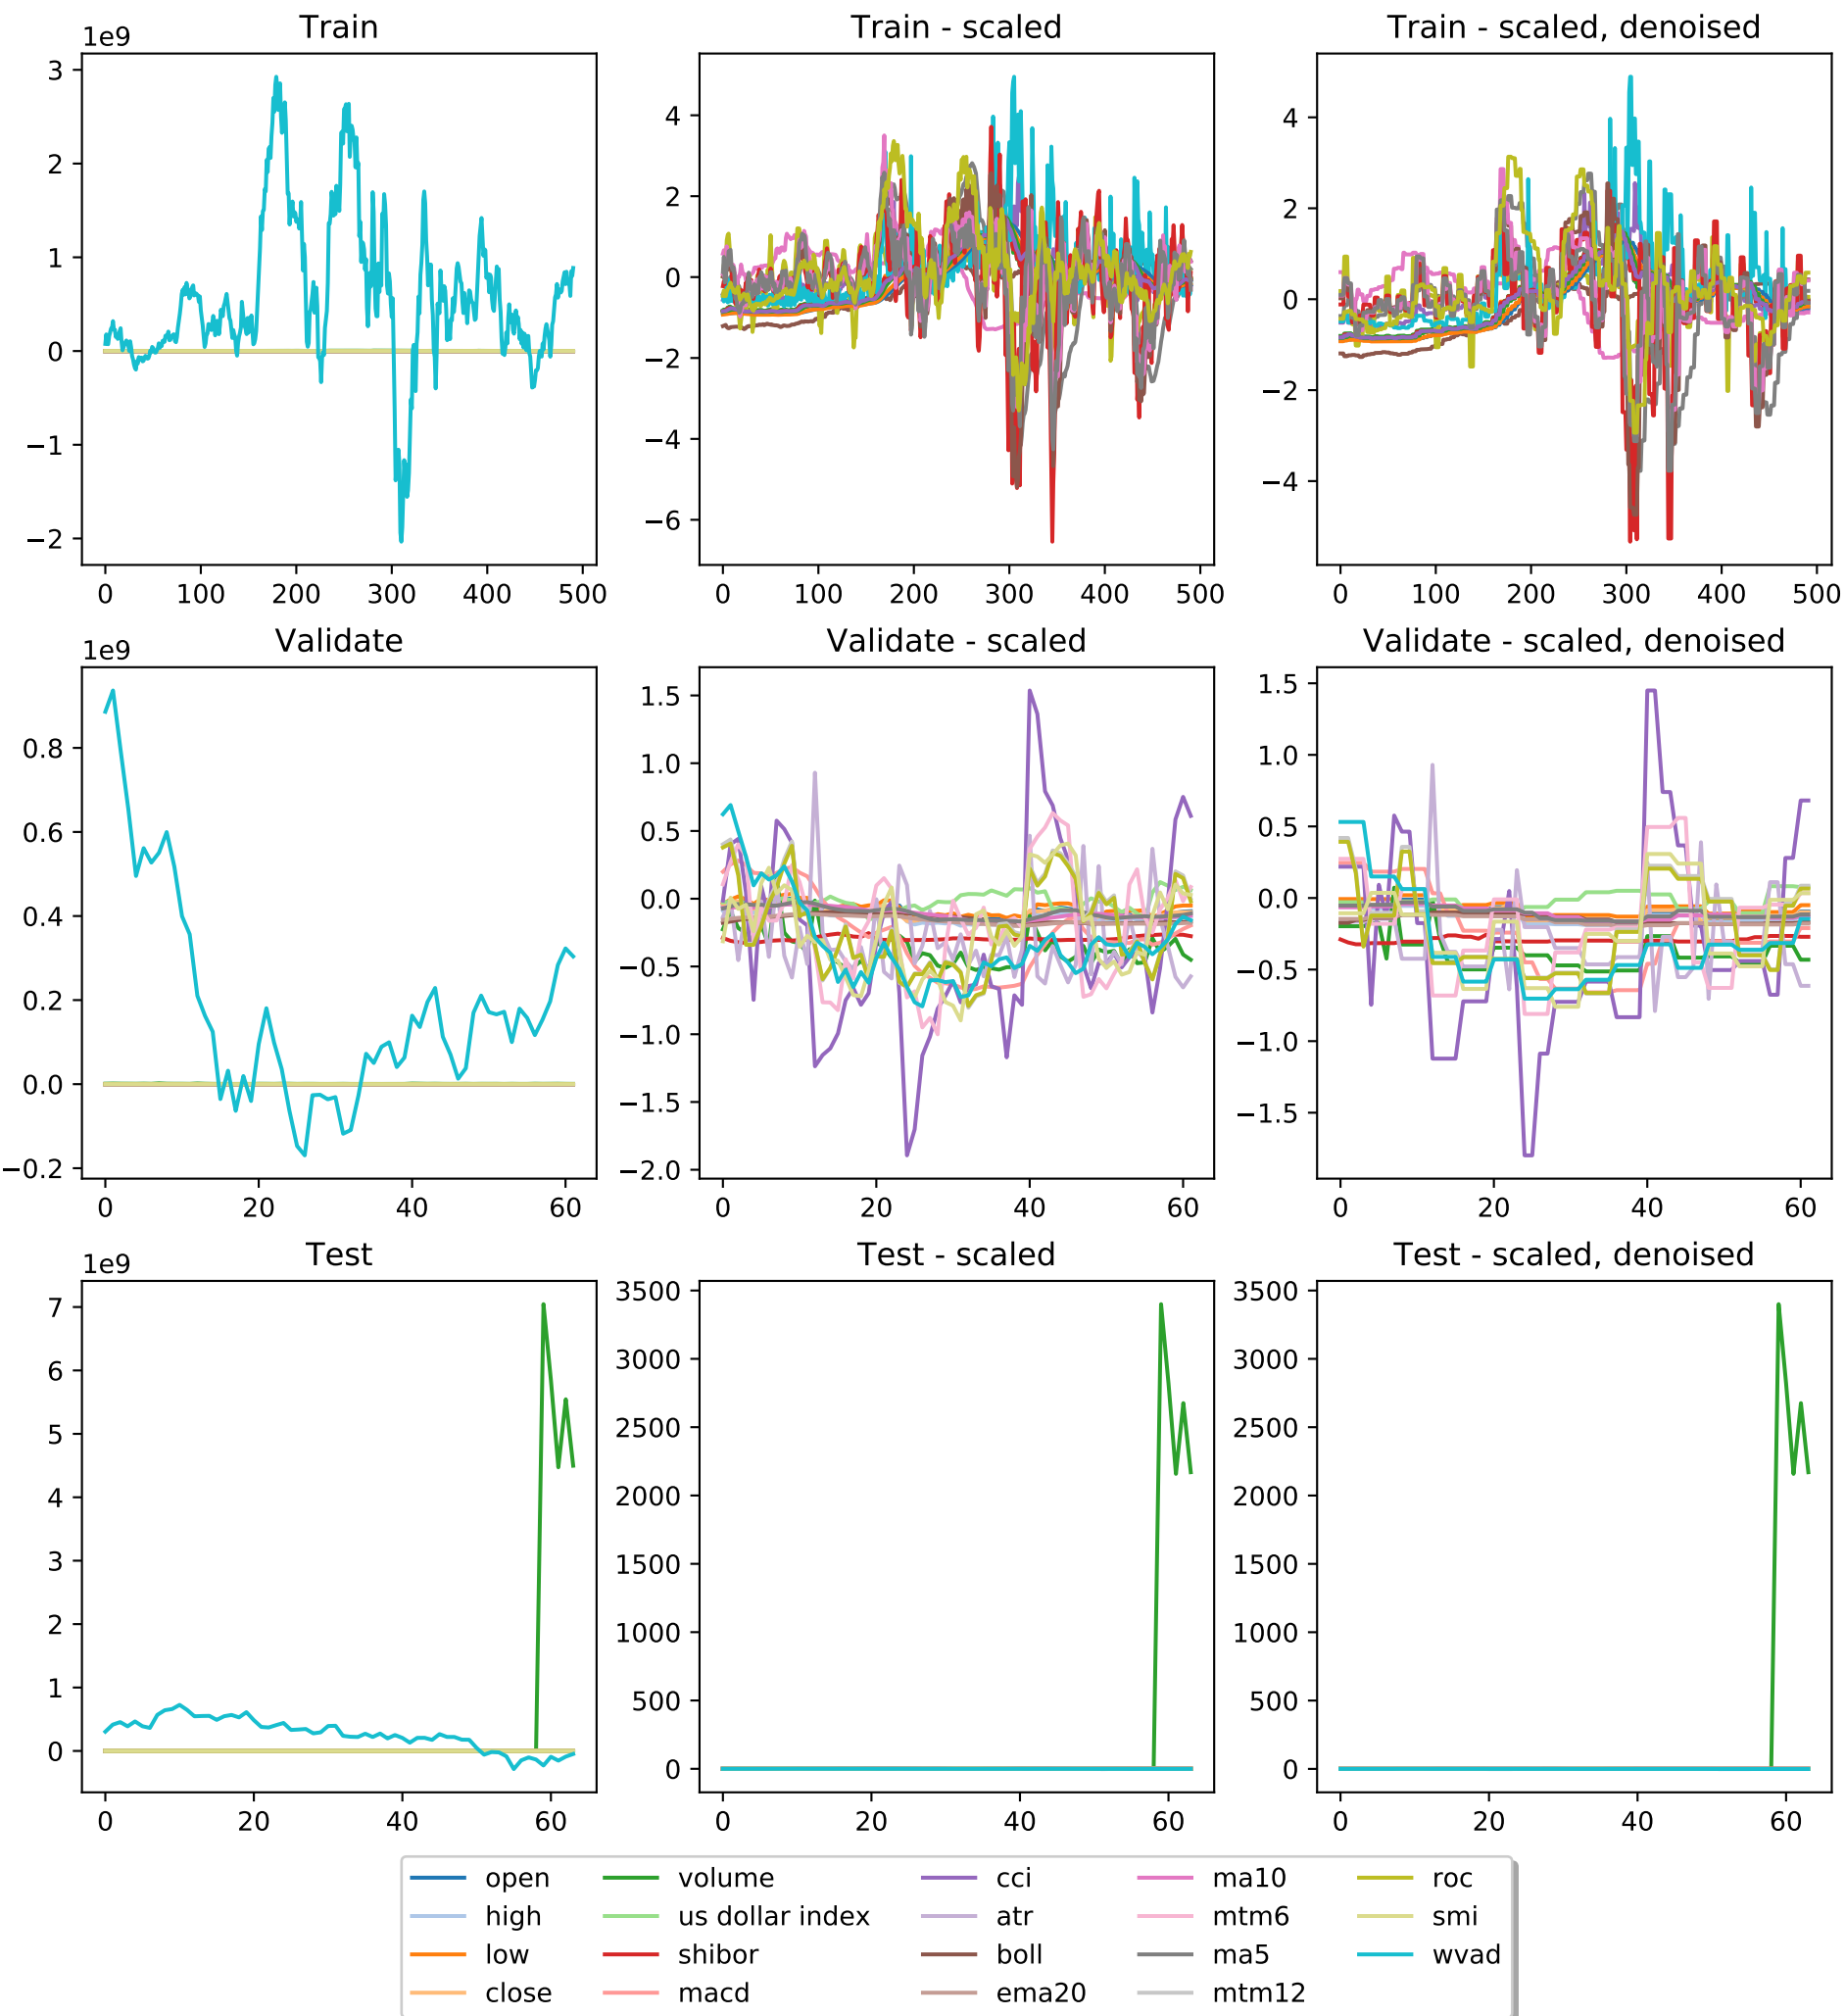 Train
Train - scaled
Train - scaled, denoised
1e9
3
2
1
0
−1
−2
0 100 200 300 400 500
4
2
0
−2
−4
−6
0 100 200 300 400 500
4
2
0
−2
−4
0 100 200 300 400 500
Validate
Validate - scaled
Validate - scaled, denoised
1e9
0.8
0.6
0.4
0.2
0.0
−0.2
0 20 40 60
1.5
1.0
0.5
0.0
−0.5
−1.0
−1.5
−2.0
0 20 40 60
1.5
1.0
0.5
0.0
−0.5
−1.0
−1.5
0 20 40 60
Test
Test - scaled
Test - scaled, denoised
1e9
7
6
5
4
3
2
1
0
0 20 40 60
3500
3000
2500
2000
1500
1000
500
0
0 20 40 60
3500
3000
2500
2000
1500
1000
500
0
0 20 40 60
open
high
low
close
volume
us dollar index
shibor
macd
cci
atr
boll
ema20
ma10
mtm6
ma5
mtm12
roc
smi
wvad